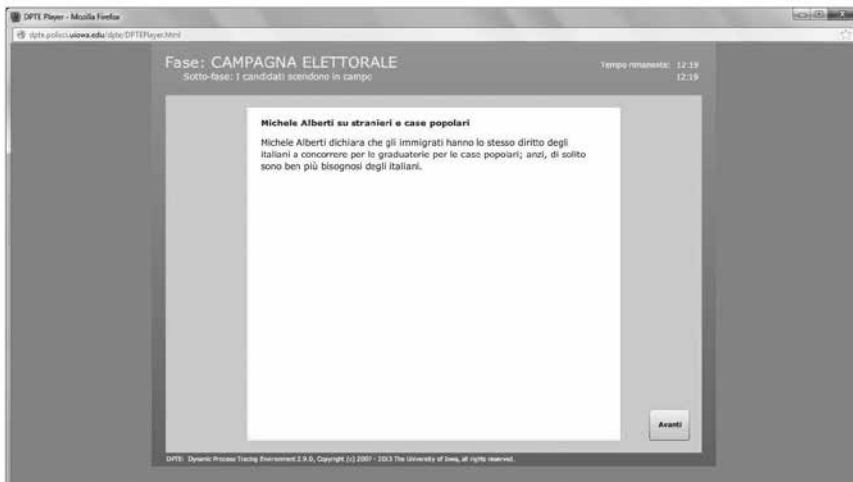 DPTE Player - Mozilla Firefox
dpte.polisci.uiowa.edu/dpte/DPTEPlayer.html
Fase: CAMPAGNA ELETTORALE
Tempo rimanente: 12:19
Sotto-fase: I candidati scendono in campo
12:19
Michele Alberti su stranieri e case popolari
Michele Alberti dichiara che gli immigrati hanno lo stesso diritto degli
italiani a concorrere per le graduatorie per le case popolari; anzi, di solito
sono ben più bisognosi degli italiani.
Avanti
DPTE: Dynamic Process Tracing Environment 2.9.0, Copyright (c) 2007 - 2013 The University of Iowa, all rights reserved.